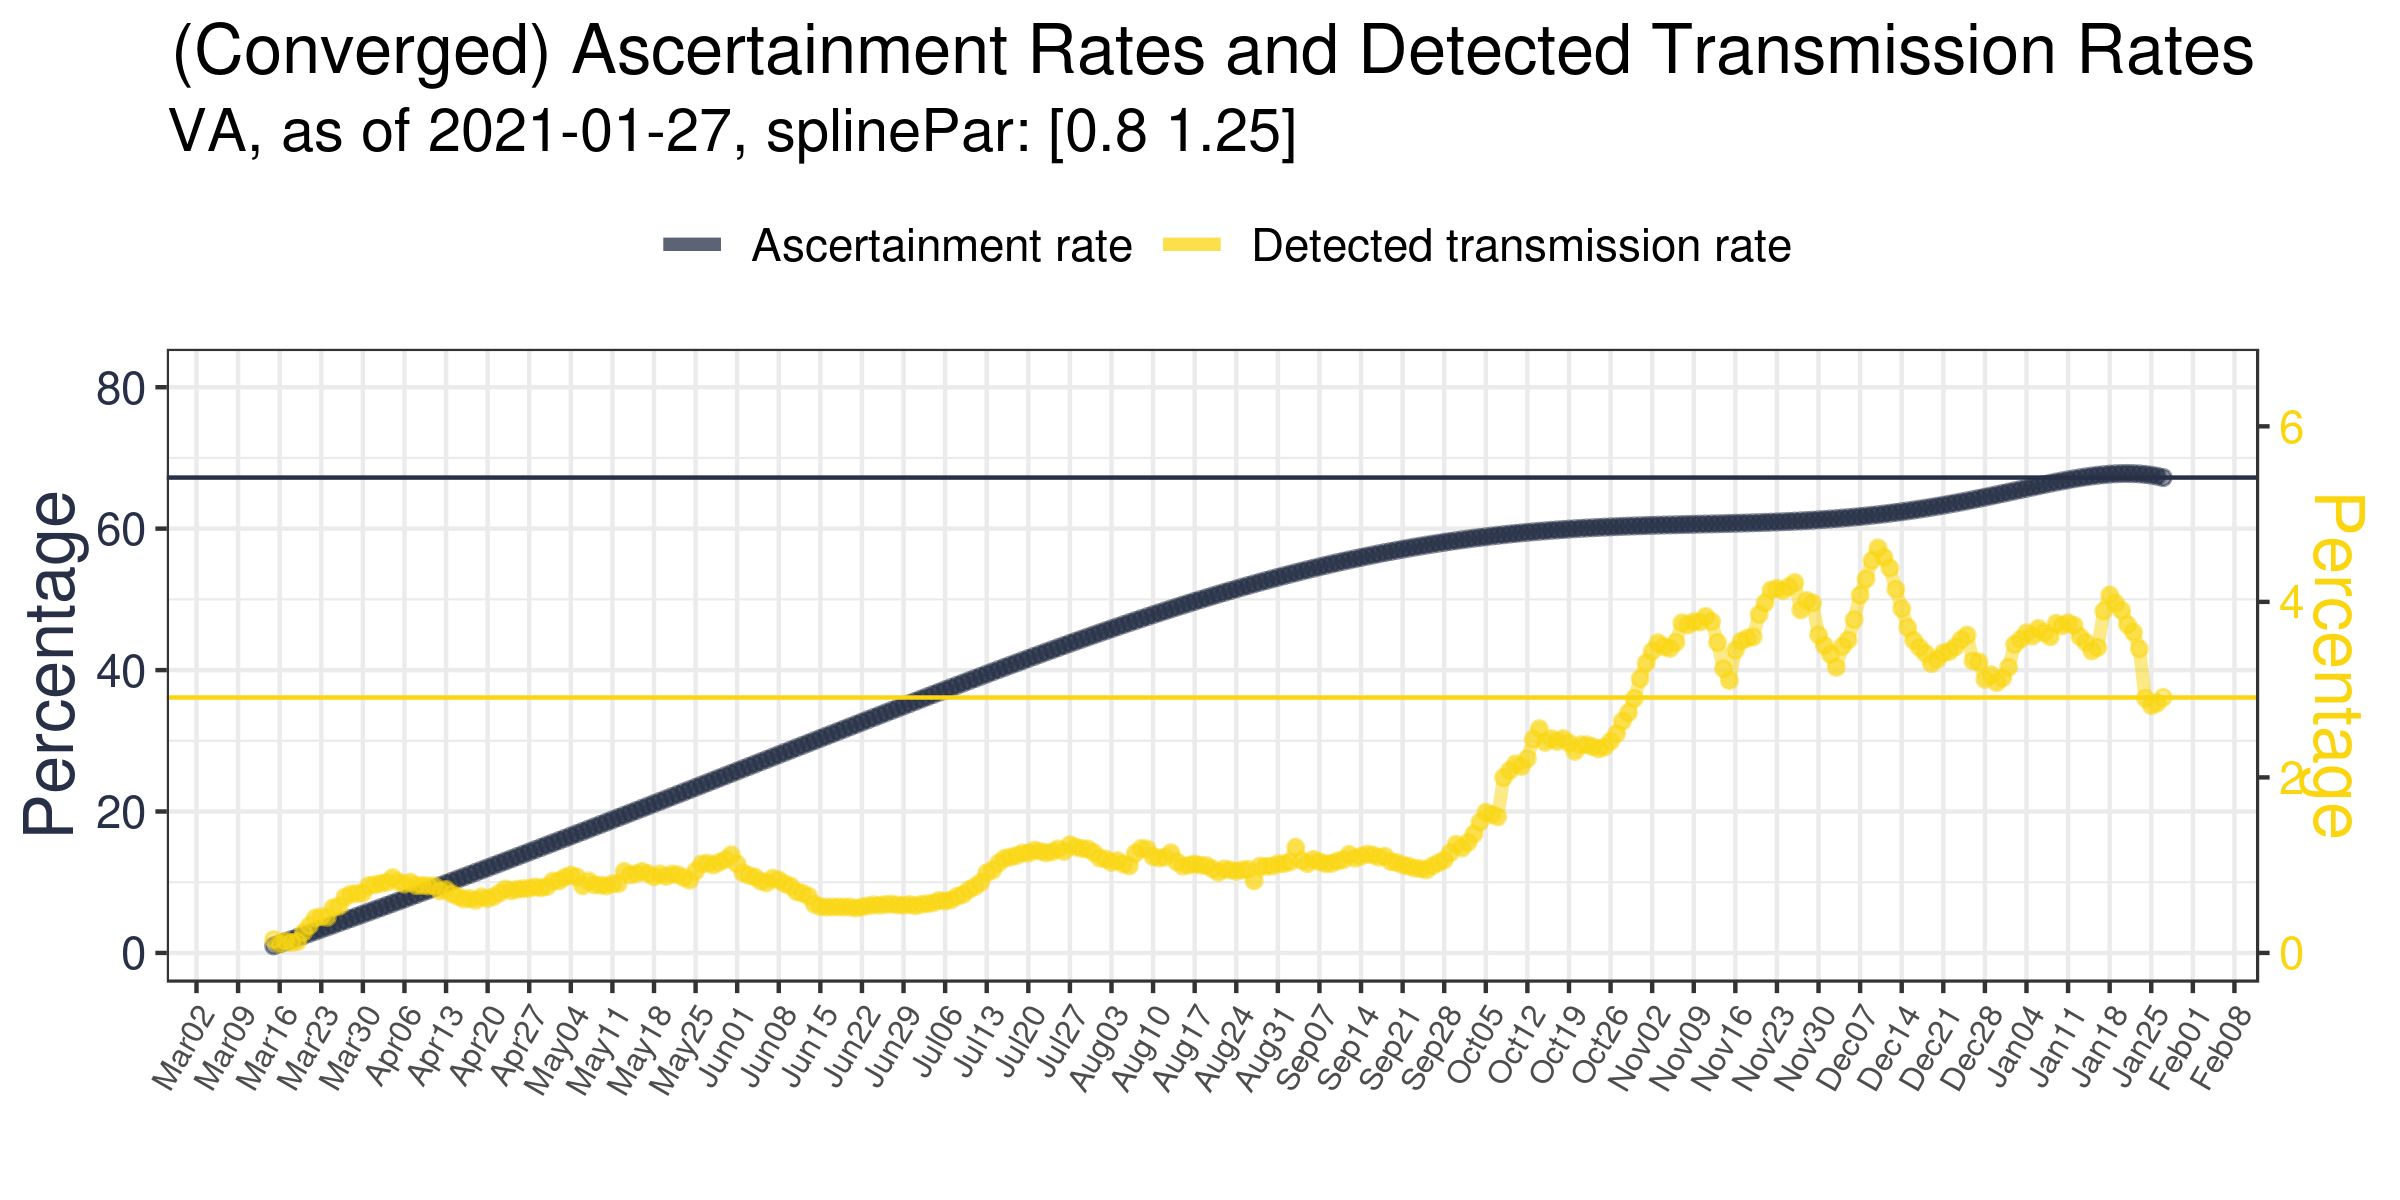 (Converged) Ascertainment Rates and Detected Transmission Rates
VA, as of 2021-01-27, splinePar: [0.8 1.25]
Ascertainment rate
Detected transmission rate
Percentage
80
60
40
20
0
6
4
2
0
Percentage
Mar02
Mar09
Mar16
Mar23
Mar30
Apr06
Apr13
Apr20
Apr27
May04
May11
May18
May25
Jun01
Jun08
Jun15
Jun22
Jun29
Jul06
Jul13
Jul20
Jul27
Aug03
Aug10
Aug17
Aug24
Aug31
Sep07
Sep14
Sep21
Sep28
Oct05
Oct12
Oct19
Oct26
Nov02
Nov09
Nov16
Nov23
Nov30
Dec07
Dec14
Dec21
Dec28
Jan04
Jan11
Jan18
Jan25
Feb01
Feb08